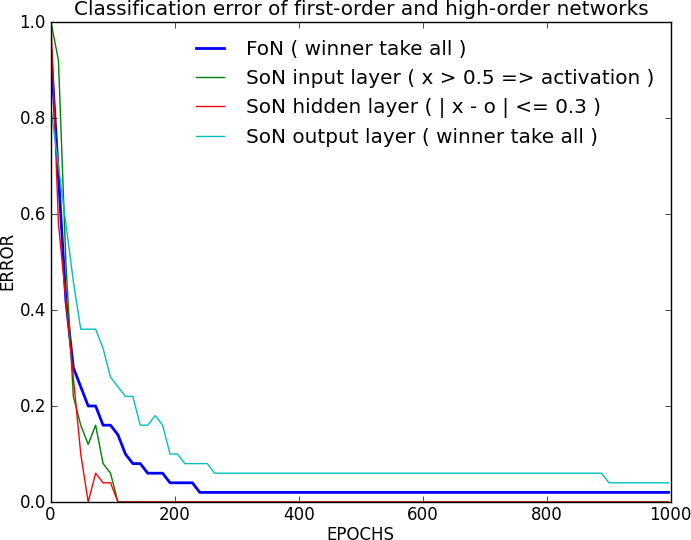 Classification error of first-order and high-order networks
1.0
FoN ( winner take all )
SoN input layer ( x > 0.5 => activation )
SoN hidden layer ( | x - o | <= 0.3 )
SoN output layer ( winner take all )
0.8
0.6
ERROR
0.4
0.2
0.0
0 200 400 600 800 1000
EPOCHS